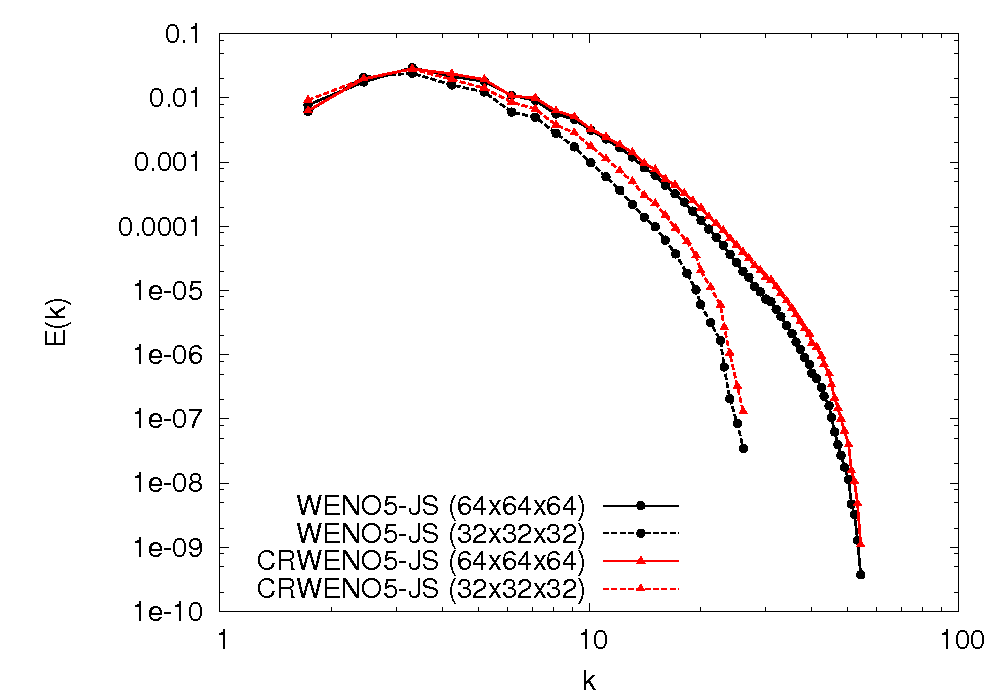 0.1
0.01
0.001
0.0001
1e-05
1e-06
1e-07
1e-08
1e-09
1e-10
E(k)
WENO5-JS (64x64x64)
WENO5-JS (32x32x32)
CRWENO5-JS (64x64x64)
CRWENO5-JS (32x32x32)
1 10 100
k